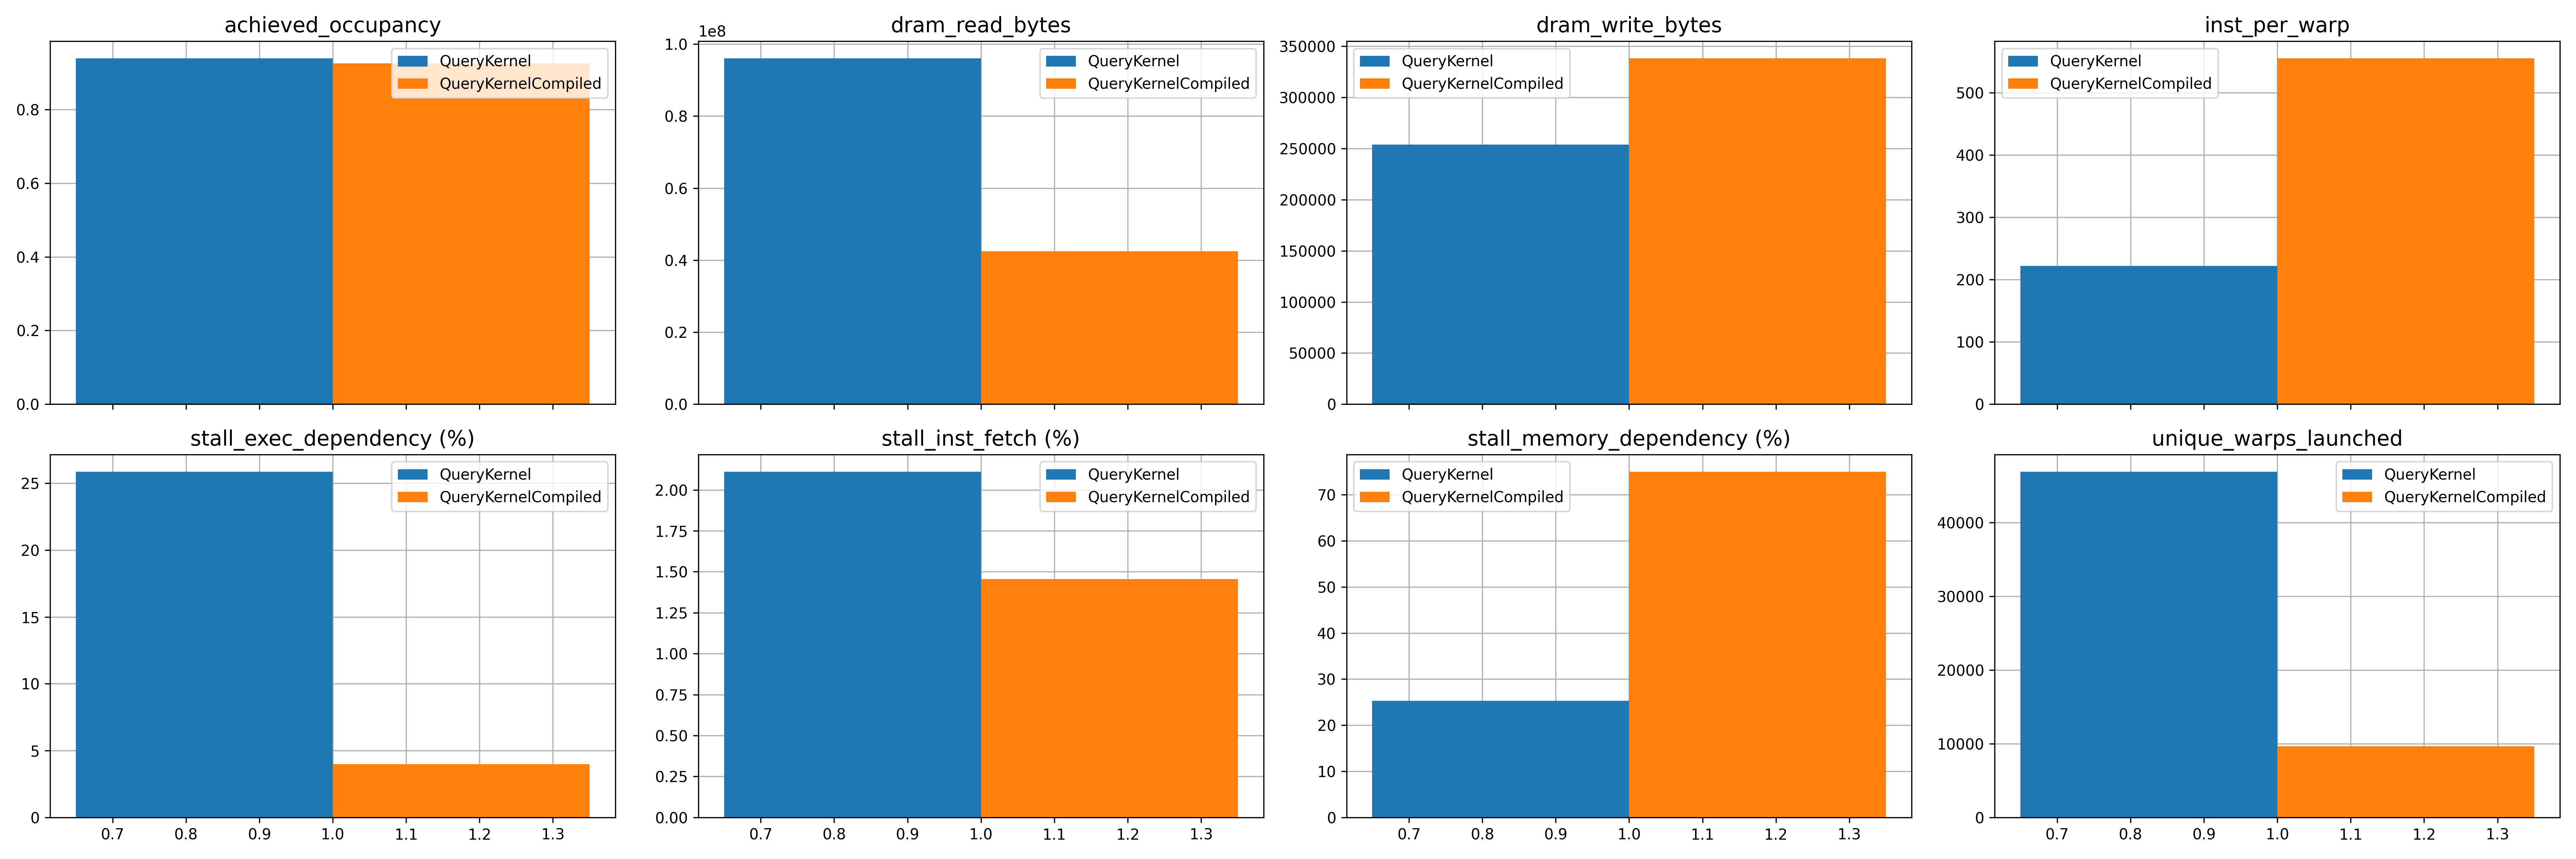 achieved_occupancy
0.8
0.6
0.4
0.2
0.0
QueryKernel
QueryKernelCompiled
dram_read_bytes
1e8
1.0
0.8
0.6
0.4
0.2
0.0
QueryKernel
QueryKernelCompiled
dram_write_bytes
350000
300000
250000
200000
150000
100000
50000
0
QueryKernel
QueryKernelCompiled
inst_per_warp
500
400
300
200
100
0
QueryKernel
QueryKernelCompiled
stall_exec_dependency (%)
25
20
15
10
5
0
QueryKernel
QueryKernelCompiled
0.7 0.8 0.9 1.0 1.1 1.2 1.3
stall_inst_fetch (%)
2.00
1.75
1.50
1.25
1.00
0.75
0.50
0.25
0.00
QueryKernel
QueryKernelCompiled
0.7 0.8 0.9 1.0 1.1 1.2 1.3
stall_memory_dependency (%)
70
60
50
40
30
20
10
0
QueryKernel
QueryKernelCompiled
0.7 0.8 0.9 1.0 1.1 1.2 1.3
unique_warps_launched
40000
30000
20000
10000
0
QueryKernel
QueryKernelCompiled
0.7 0.8 0.9 1.0 1.1 1.2 1.3